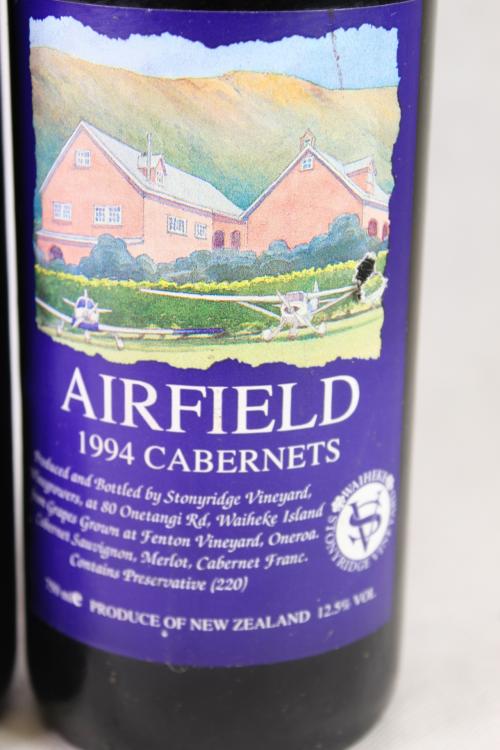 AIRFIELD
1994 CABERNETS
Produced and Bottled by Stonyridge Vineyard,
at 80 Onetangi Rd, Waiheke Island
Grapes Grown at Fenton Vineyard, Oneroa.
Cabernet Sauvignon, Merlot, Cabernet Franc.
Contains Preservative (220)
WAIHEKE ISLAND
STONYRIDGE VINEYARD
SV
750 ml e PRODUCE OF NEW ZEALAND 12.5% VOL